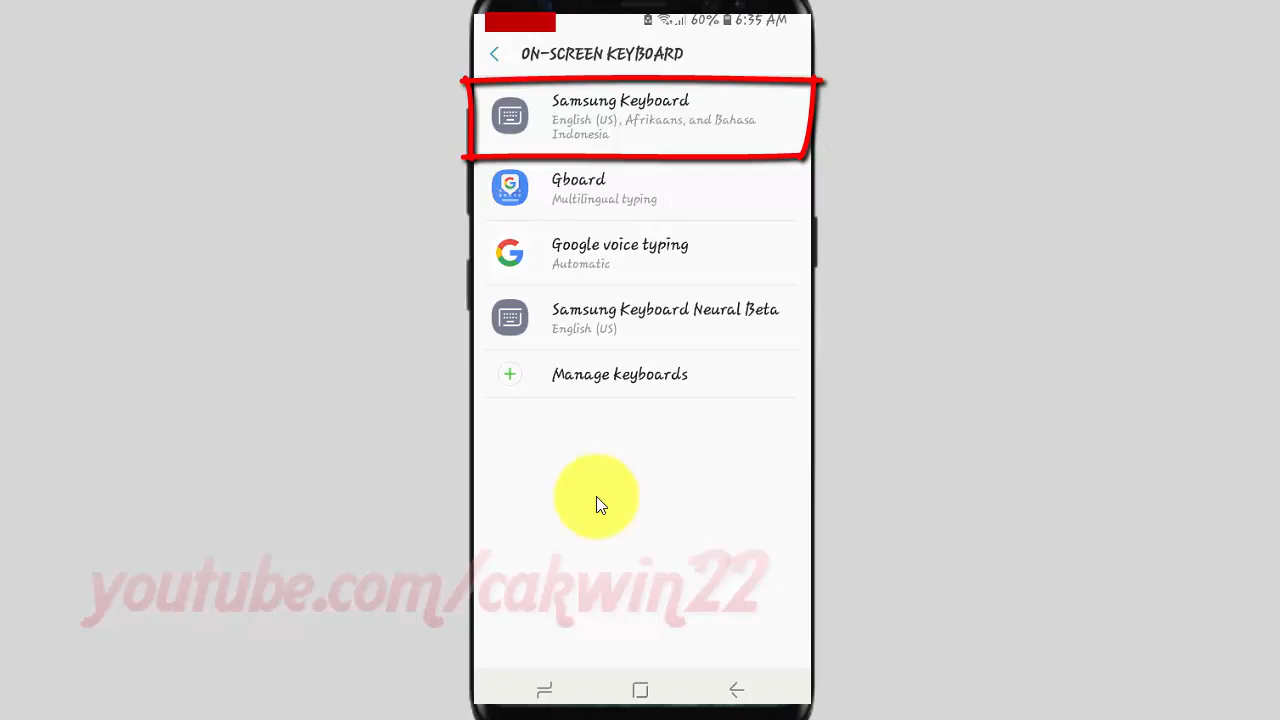 60% 6:35 AM
ON-SCREEN KEYBOARD
Samsung Keyboard
English (US), Afrikaans, and Bahasa
Indonesia
Gboard
Multilingual typing
Google voice typing
Automatic
Samsung Keyboard Neural Beta
English (US)
Manage keyboards
youtube.com/cakwin22